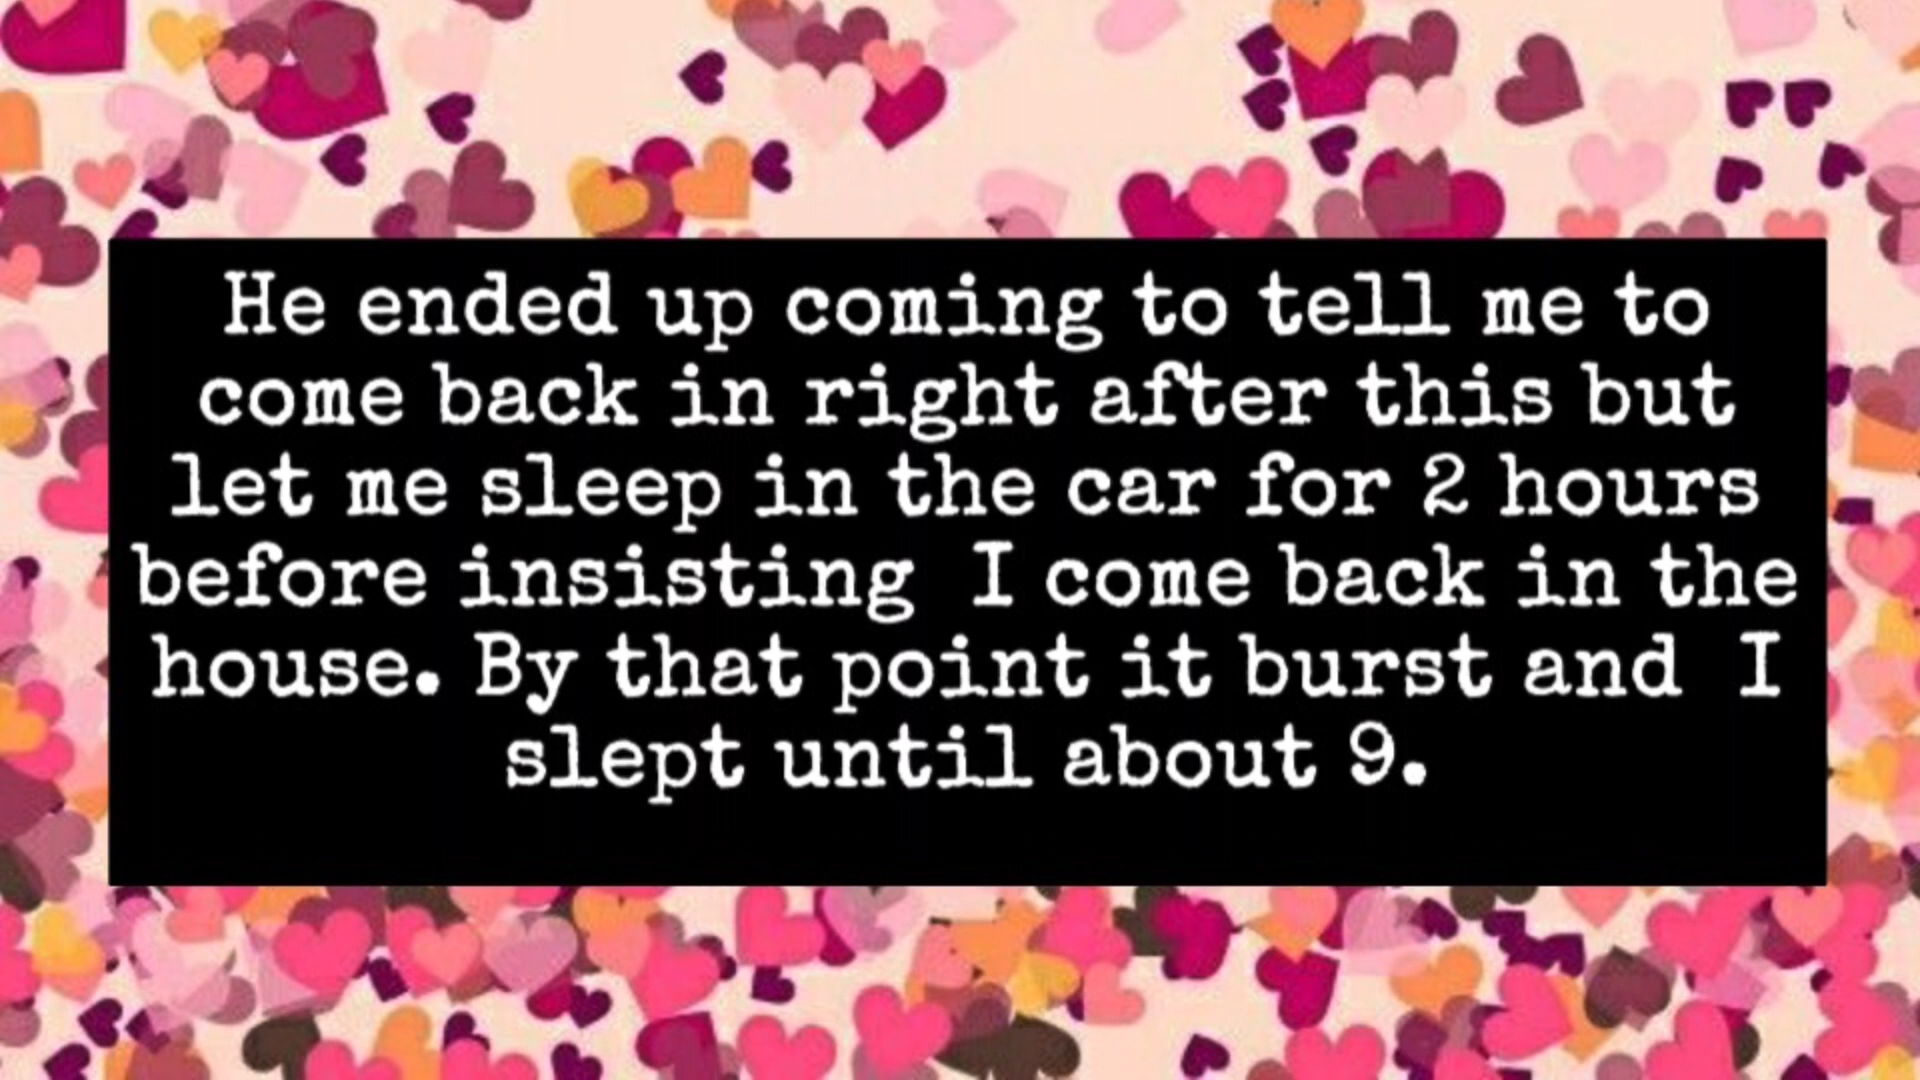 He ended up coming to tell me to
come back in right after this but
let me sleep in the car for 2 hours
before insisting  I come back in the
house. By that point it burst and  I
slept until about 9.